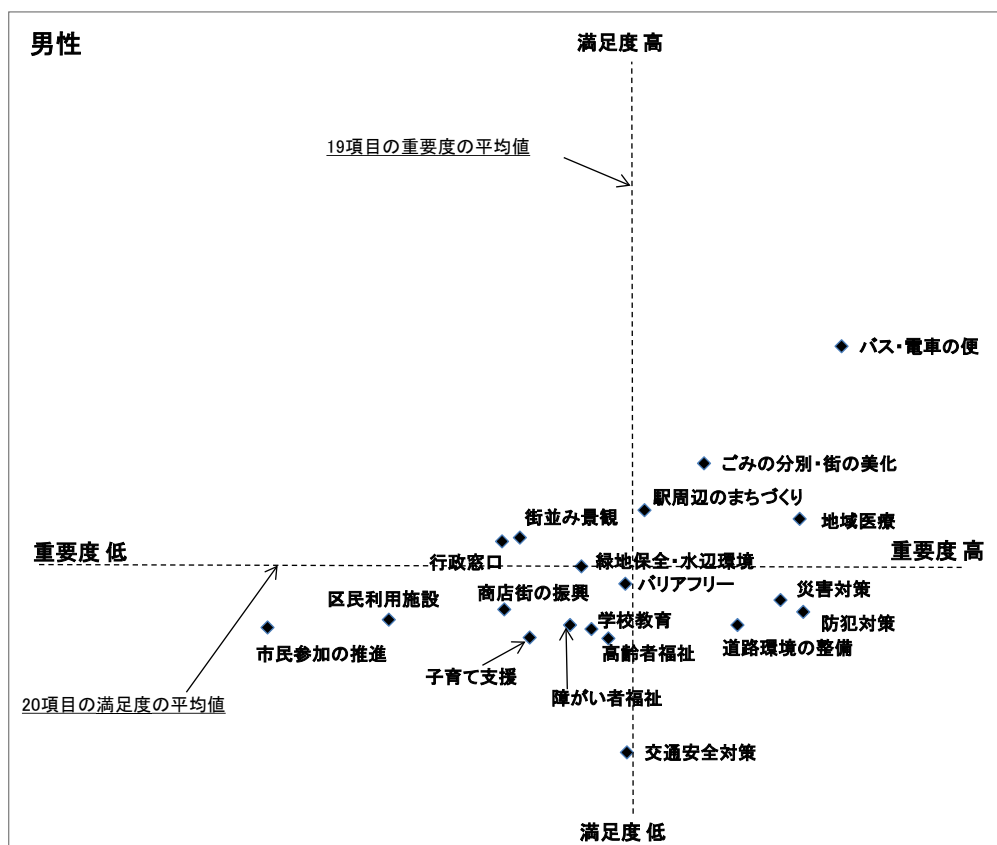 男性
満足度 高
19項目の重要度の平均値
バス・電車の便
ごみの分別・街の美化
駅周辺のまちづくり
街並み景観
地域医療
重要度 低
行政窓口
緑地保全・水辺環境
重要度 高
バリアフリー
災害対策
区民利用施設
商店街の振興
防犯対策
学校教育
市民参加の推進
高齢者福祉
道路環境の整備
子育て支援
障がい者福祉
20項目の満足度の平均値
交通安全対策
満足度 低